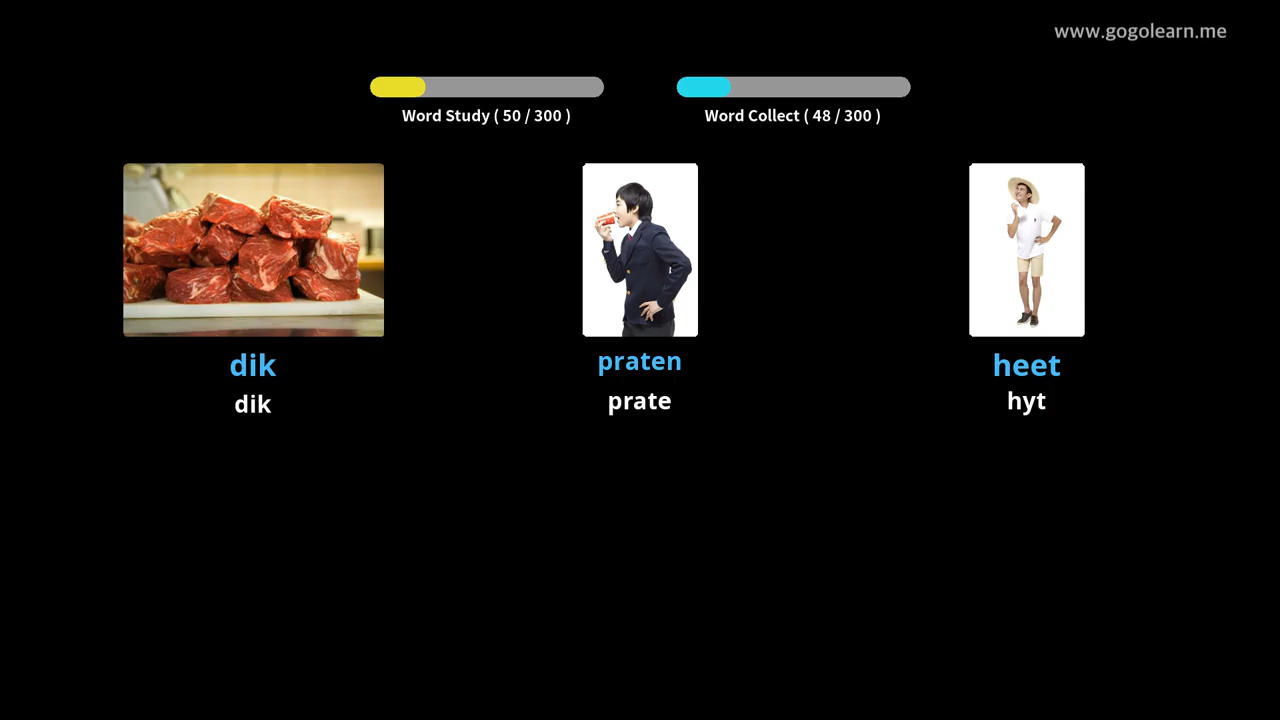 www.gogolearn.me
Word Study ( 50 / 300 )
Word Collect ( 48 / 300 )
dik
dik
praten
prate
heet
hyt